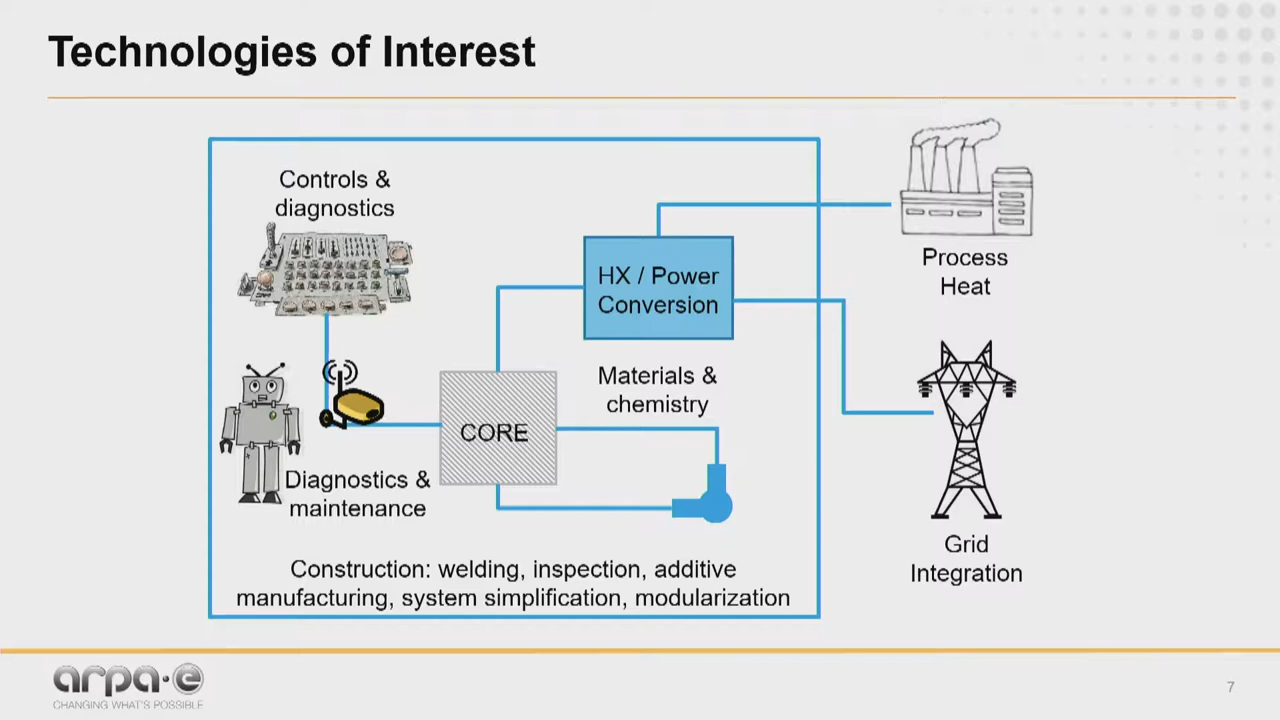 Technologies of Interest
Controls &
diagnostics
HX / Power
Conversion
Process
Heat
Materials &
chemistry
CORE
Diagnostics &
maintenance
Grid
Integration
Construction: welding, inspection, additive
manufacturing, system simplification, modularization
arpa·e
CHANGING WHAT'S POSSIBLE
7